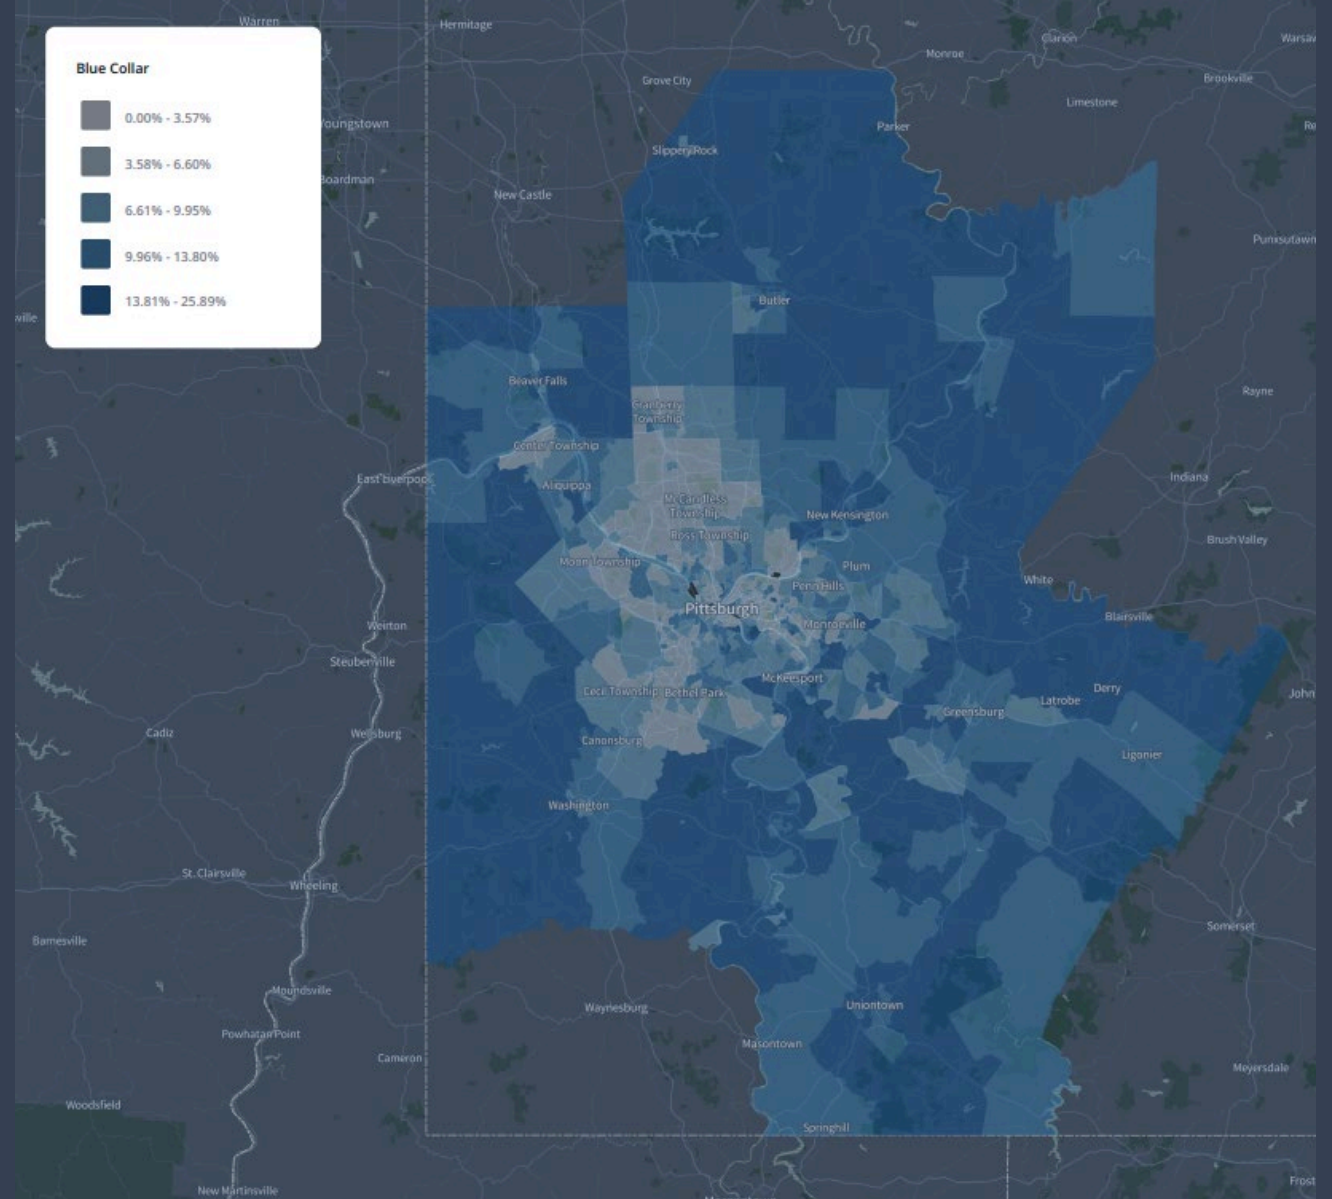 Warren
Hermitage
Blue Collar
0.00% - 3.57%
3.58% - 6.60%
6.61% - 9.95%
9.96% - 13.80%
13.81% - 25.89%
Clarion
Monroe
Grove City
Brookville
Limestone
Youngstown
Parker
Slippery Rock
Boardman
New Castle
Punxsutawn
Butler
ville
Beaver Falls
Rayne
Cranberry
Township
Center Township
East Liverpool
Aliquippa
Indiana
McCandless
Township
New Kensington
Ross Township
Brush Valley
Moon Township
Plum
Penn Hills
White
Pittsburgh
Blairsville
Weirton
Monroeville
Steubenville
McKeesport
Cecil Township
Bethel Park
Derry
John
Latrobe
Greensburg
Cadiz
Wellsburg
Canonsburg
Ligonier
Washington
St. Clairsville
Wheeling
Somerset
Barnesville
Moundsville
Waynesburg
Uniontown
Powhatan Point
Masontown
Cameron
Meyersdale
Woodsfield
Springhill
Frost
New Martinsville